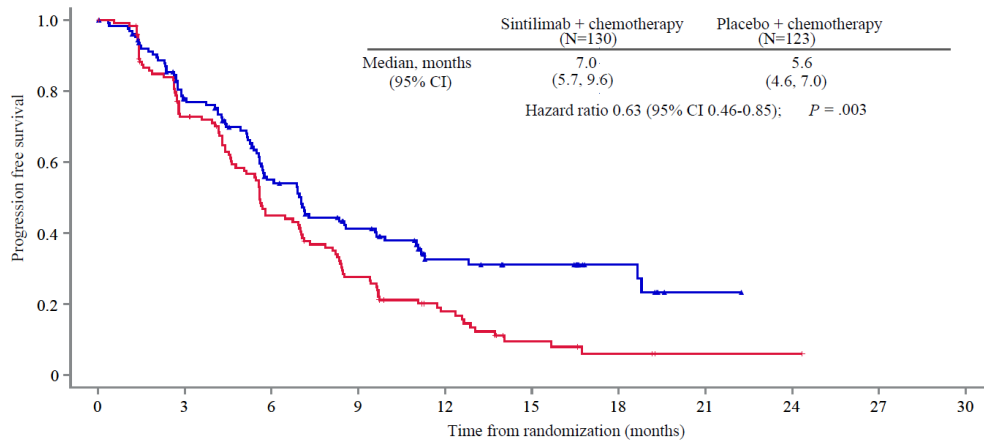 Sintilimab + chemotherapy Placebo + chemotherapy
(N=130) (N=123)
Median, months 7.0 5.6
(95% CI) (5.7, 9.6) (4.6, 7.0)
Hazard ratio 0.63 (95% CI 0.46-0.85); P = .003
Progression free survival
1.0
0.8
0.6
0.4
0.2
0
0 3 6 9 12 15 18 21 24 27 30
Time from randomization (months)